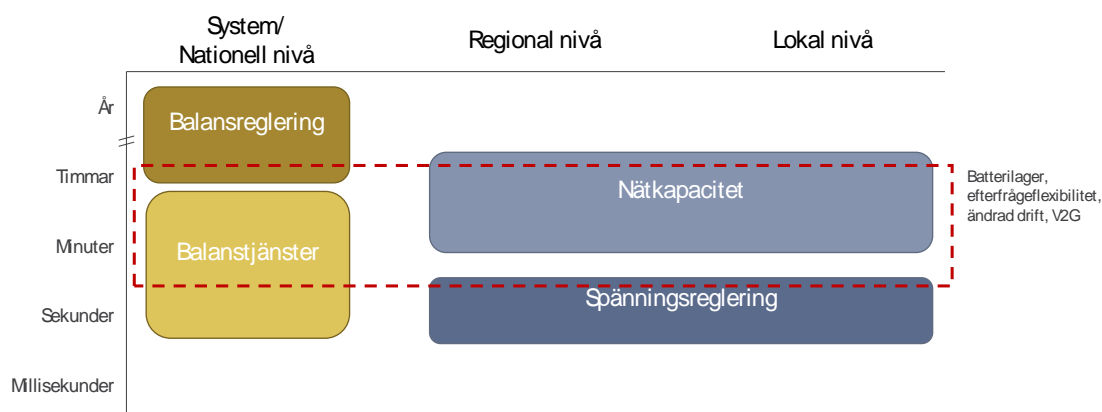 System/
Nationell nivå
Regional nivå
Lokal nivå
År
Balansreglering
Timmar
Nätkapacitet
Batterilager,
efterfrågeflexibilitet,
ändrad drift, V2G
Minuter
Balanstjänster
Spänningsreglering
Sekunder
Millisekunder